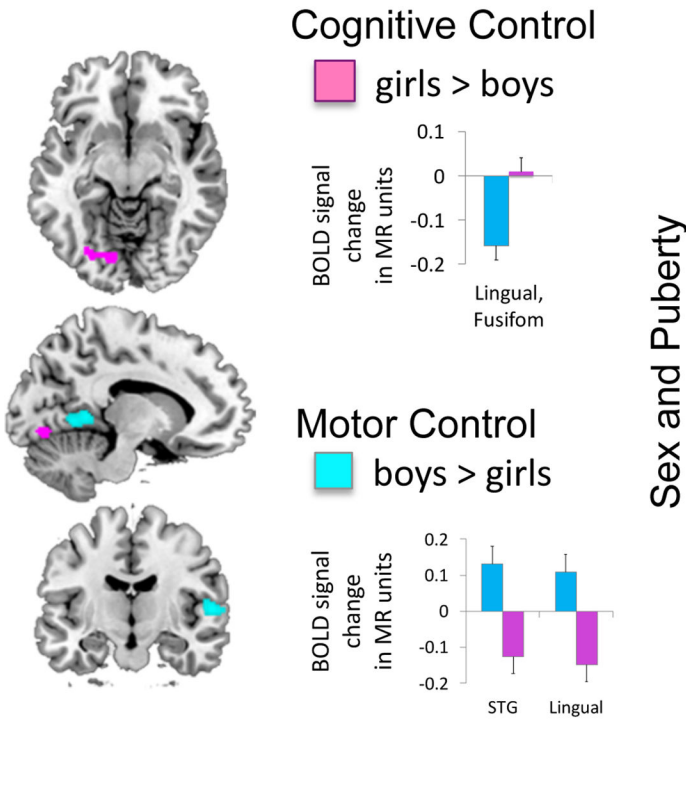 Cognitive Control
girls > boys
BOLD signal
change
in MR units
0.1
0
-0.1
-0.2
Lingual,
Fusifom
Sex and Puberty
Motor Control
boys > girls
BOLD signal
change
in MR units
0.2
0.1
0
-0.1
-0.2
STG
Lingual